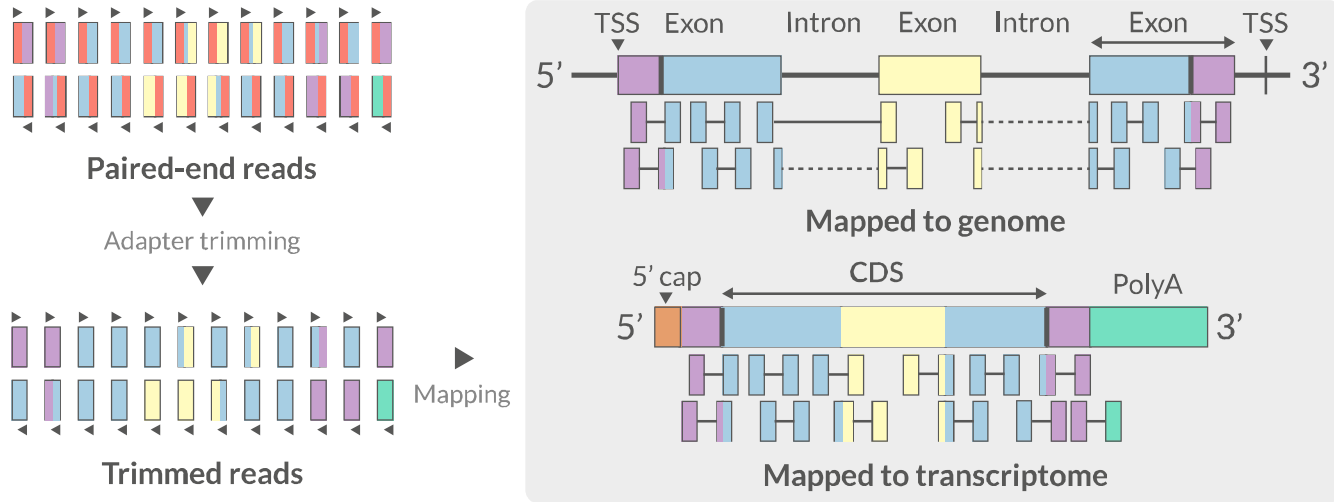 Paired-end reads
Adapter trimming
Trimmed reads
Mapping
TSS Exon Intron Exon Intron Exon TSS
5’ 3’
Mapped to genome
5’ cap CDS PolyA
5’ 3’
Mapped to transcriptome